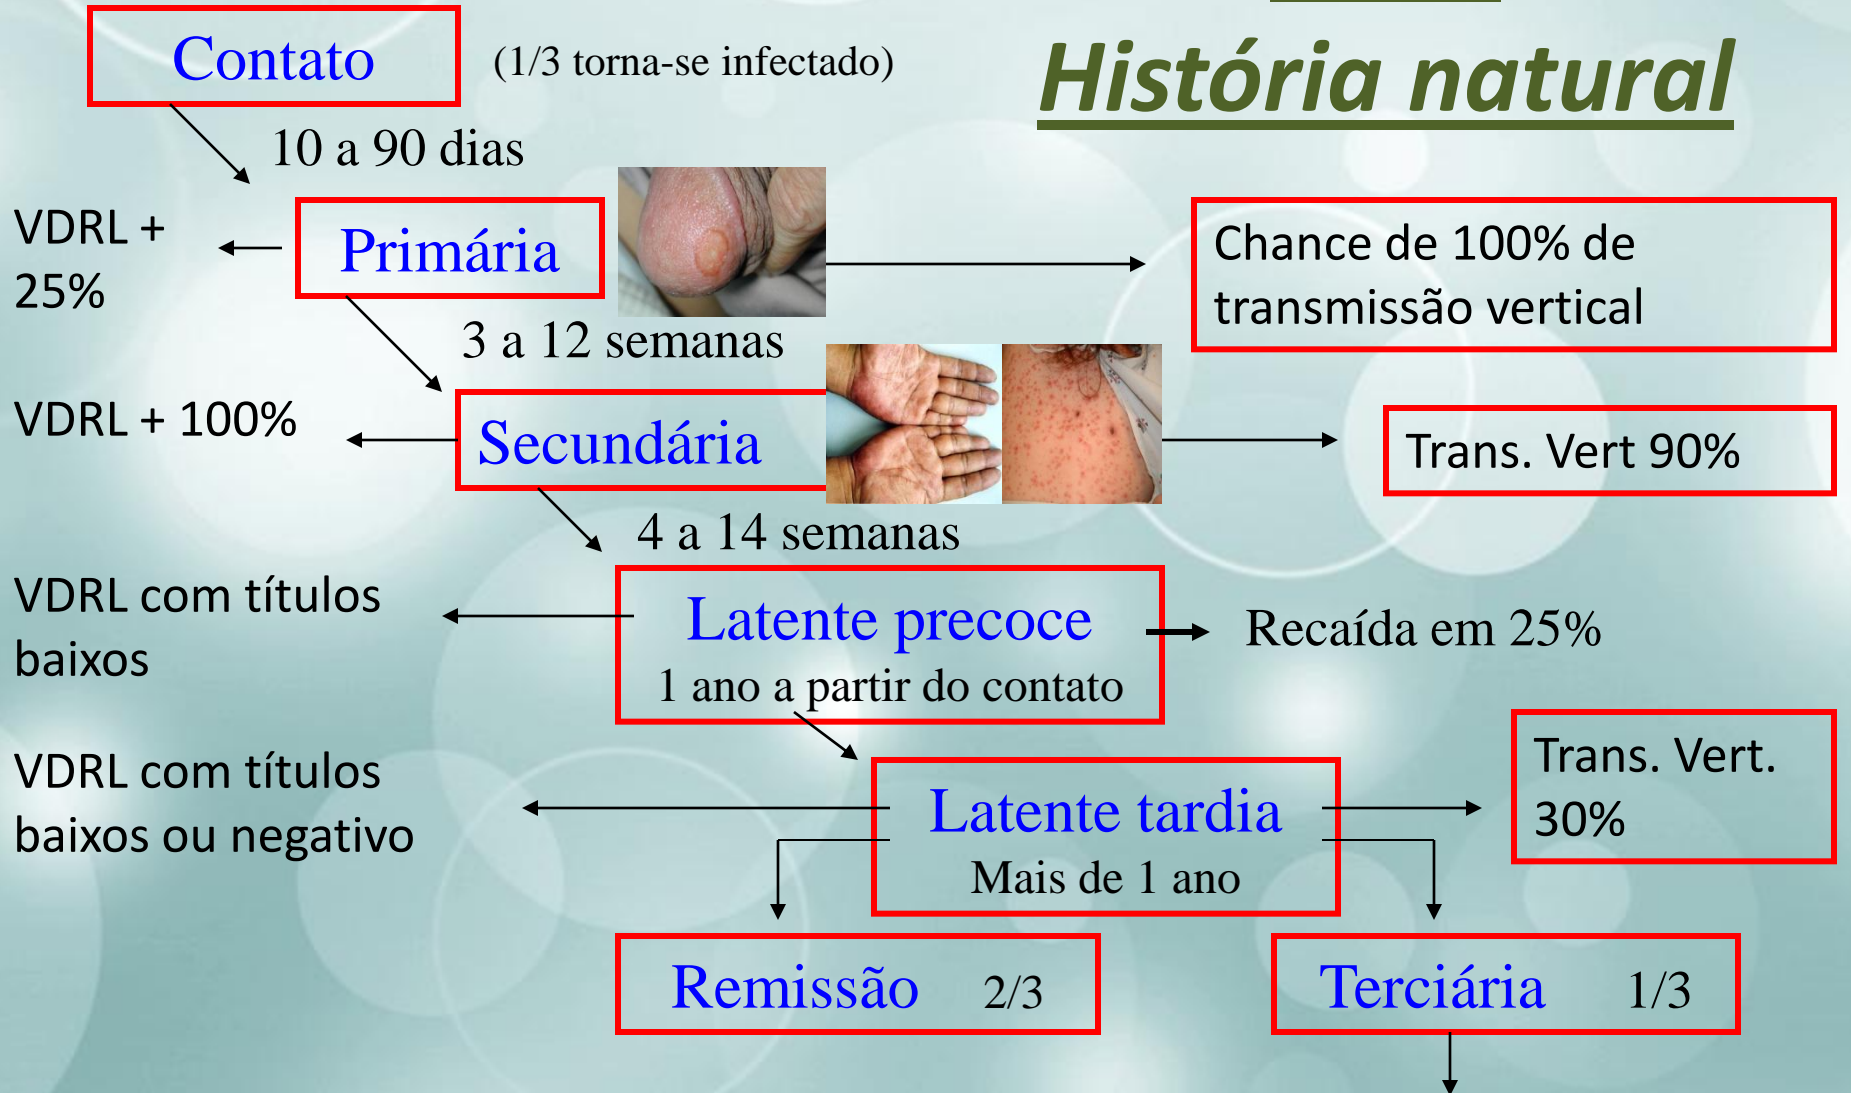 Contato
(1/3 torna-se infectado)
História natural
10 a 90 dias
VDRL +
25%
Primária
Chance de 100% de
transmissão vertical
3 a 12 semanas
VDRL + 100%
Secundária
Trans. Vert 90%
4 a 14 semanas
VDRL com títulos
baixos
Latente precoce
1 ano a partir do contato
Recaída em 25%
VDRL com títulos
baixos ou negativo
Latente tardia
Mais de 1 ano
Trans. Vert.
30%
Remissão 2/3
Terciária 1/3